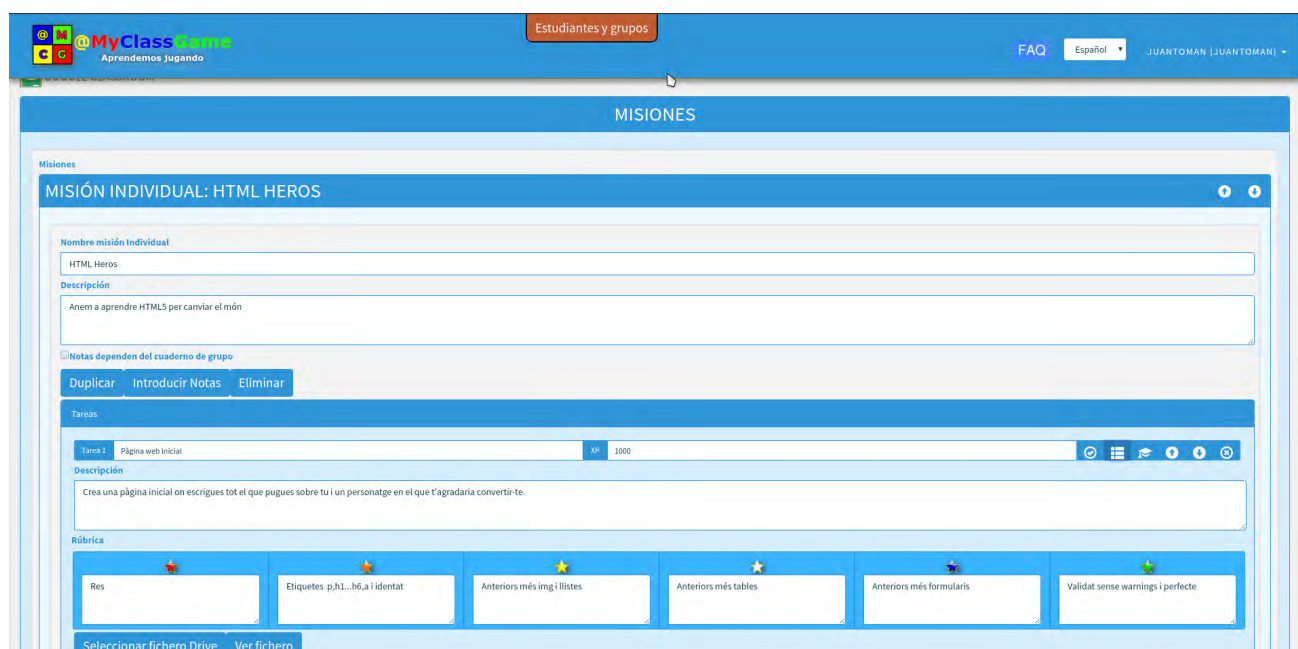 Estudiantes y grupos
@ M C G
@MyClassGame
Aprendemos Jugando
FAQ
Español
JUANTOMAN (JUANTOMAN)
MISIONES
Misiones
MISIÓN INDIVIDUAL: HTML HEROS
Nombre misión Individual
HTML Heros
Descripción
Anem a aprendre HTML5 per canviar el món
Notas dependen del cuaderno de grupo
Duplicar Introducir Notas Eliminar
Tareas
Tarea 1 Pàgina web inicial XP 1000
Descripción
Crea una pàgina inicial on escrigues tot el que pugues sobre tu i un personatge en el que t'agradaria convertir-te.
Rúbrica
Res
Etiquetes p,h1...h6,a i identat
Anteriors més img i llistes
Anteriors més tables
Anteriors més formularis
Validat sense warnings i perfecte
Seleccionar fichero Drive Ver fichero